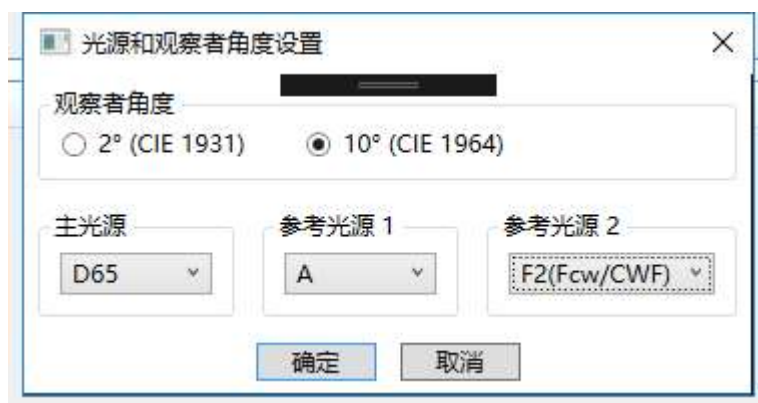 光源和观察者角度设置
观察者角度
2° (CIE 1931) 10° (CIE 1964)
主光源 参考光源 1 参考光源 2
D65 A F2(Fcw/CWF)
确定 取消